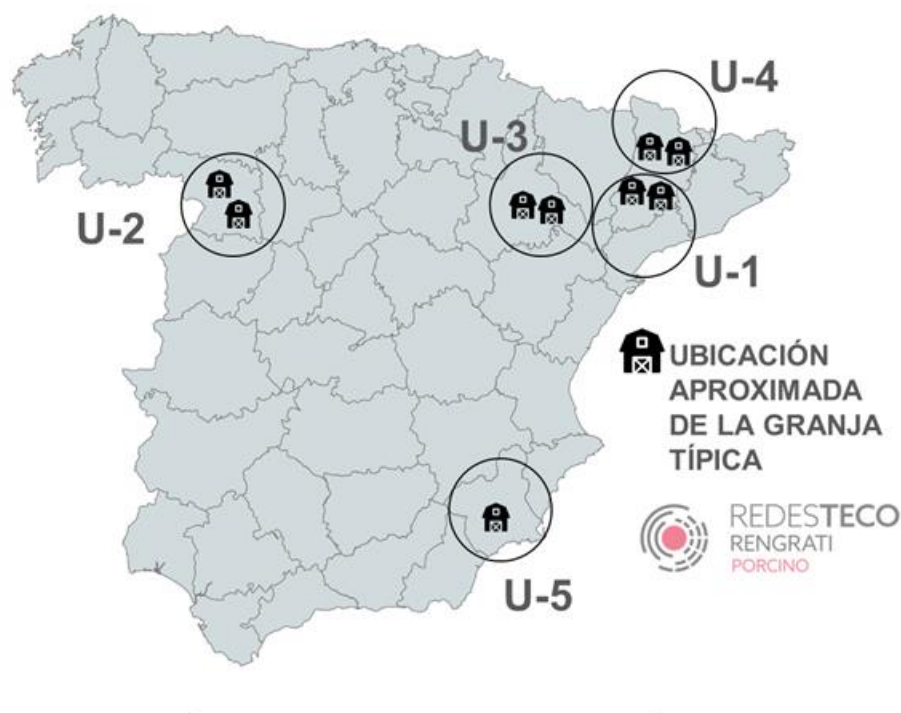 U-4
U-3
U-2
U-1
UBICACIÓN
APROXIMADA
DE LA GRANJA
TÍPICA
REDESTECO
RENGRATI
PORCINO
U-5